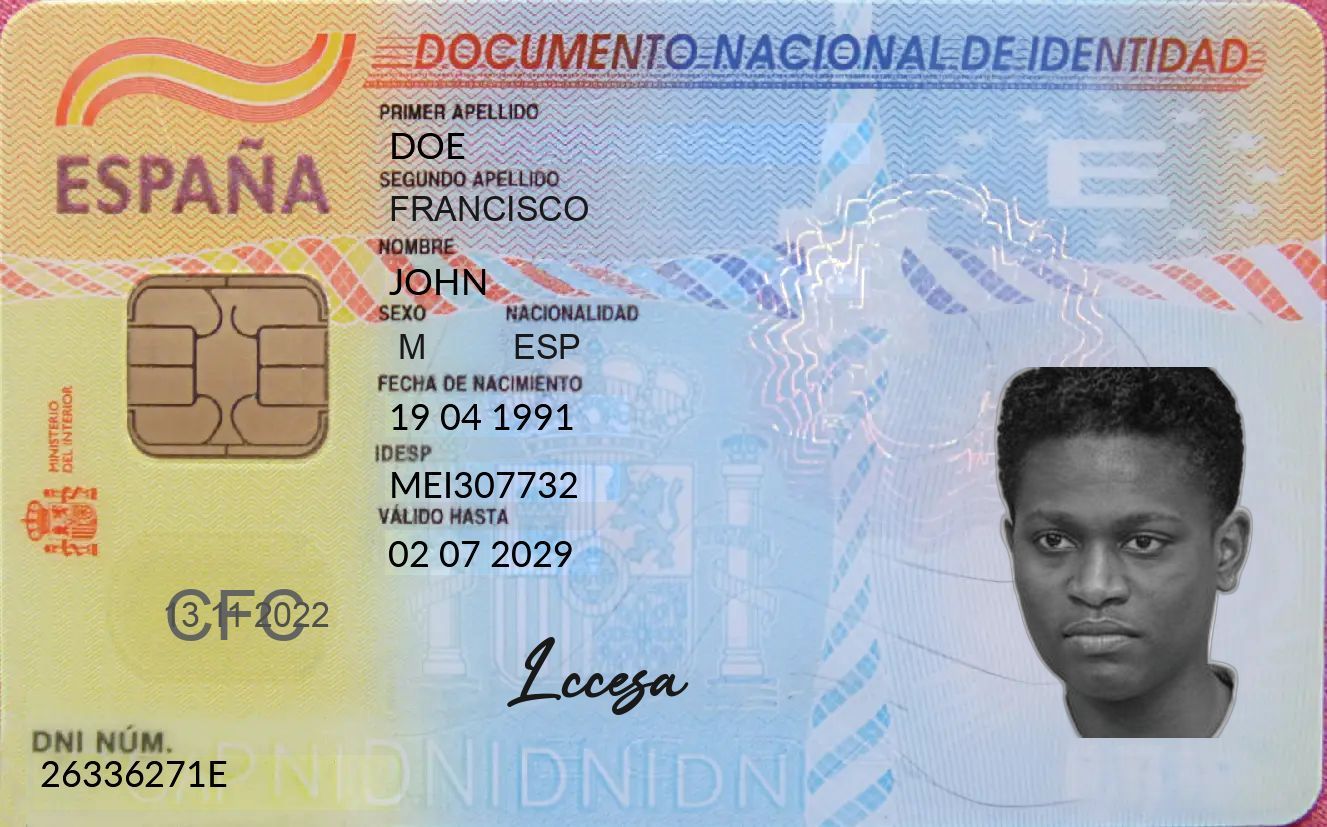 DOCUMENTO NACIONAL DE IDENTIDAD
ESPAÑA
PRIMER APELLIDO
DOE
SEGUNDO APELLIDO
FRANCISCO
NOMBRE
JOHN
SEXO NACIONALIDAD
M ESP
FECHA DE NACIMIENTO
19 04 1991
IDESP
MEI307732
VÁLIDO HASTA
02 07 2029
MINISTERIO
DEL INTERIOR
E
CFC
13 11 2022
Lccesa
DNI NÚM.
26336271E
DNIDNIDNIDNI